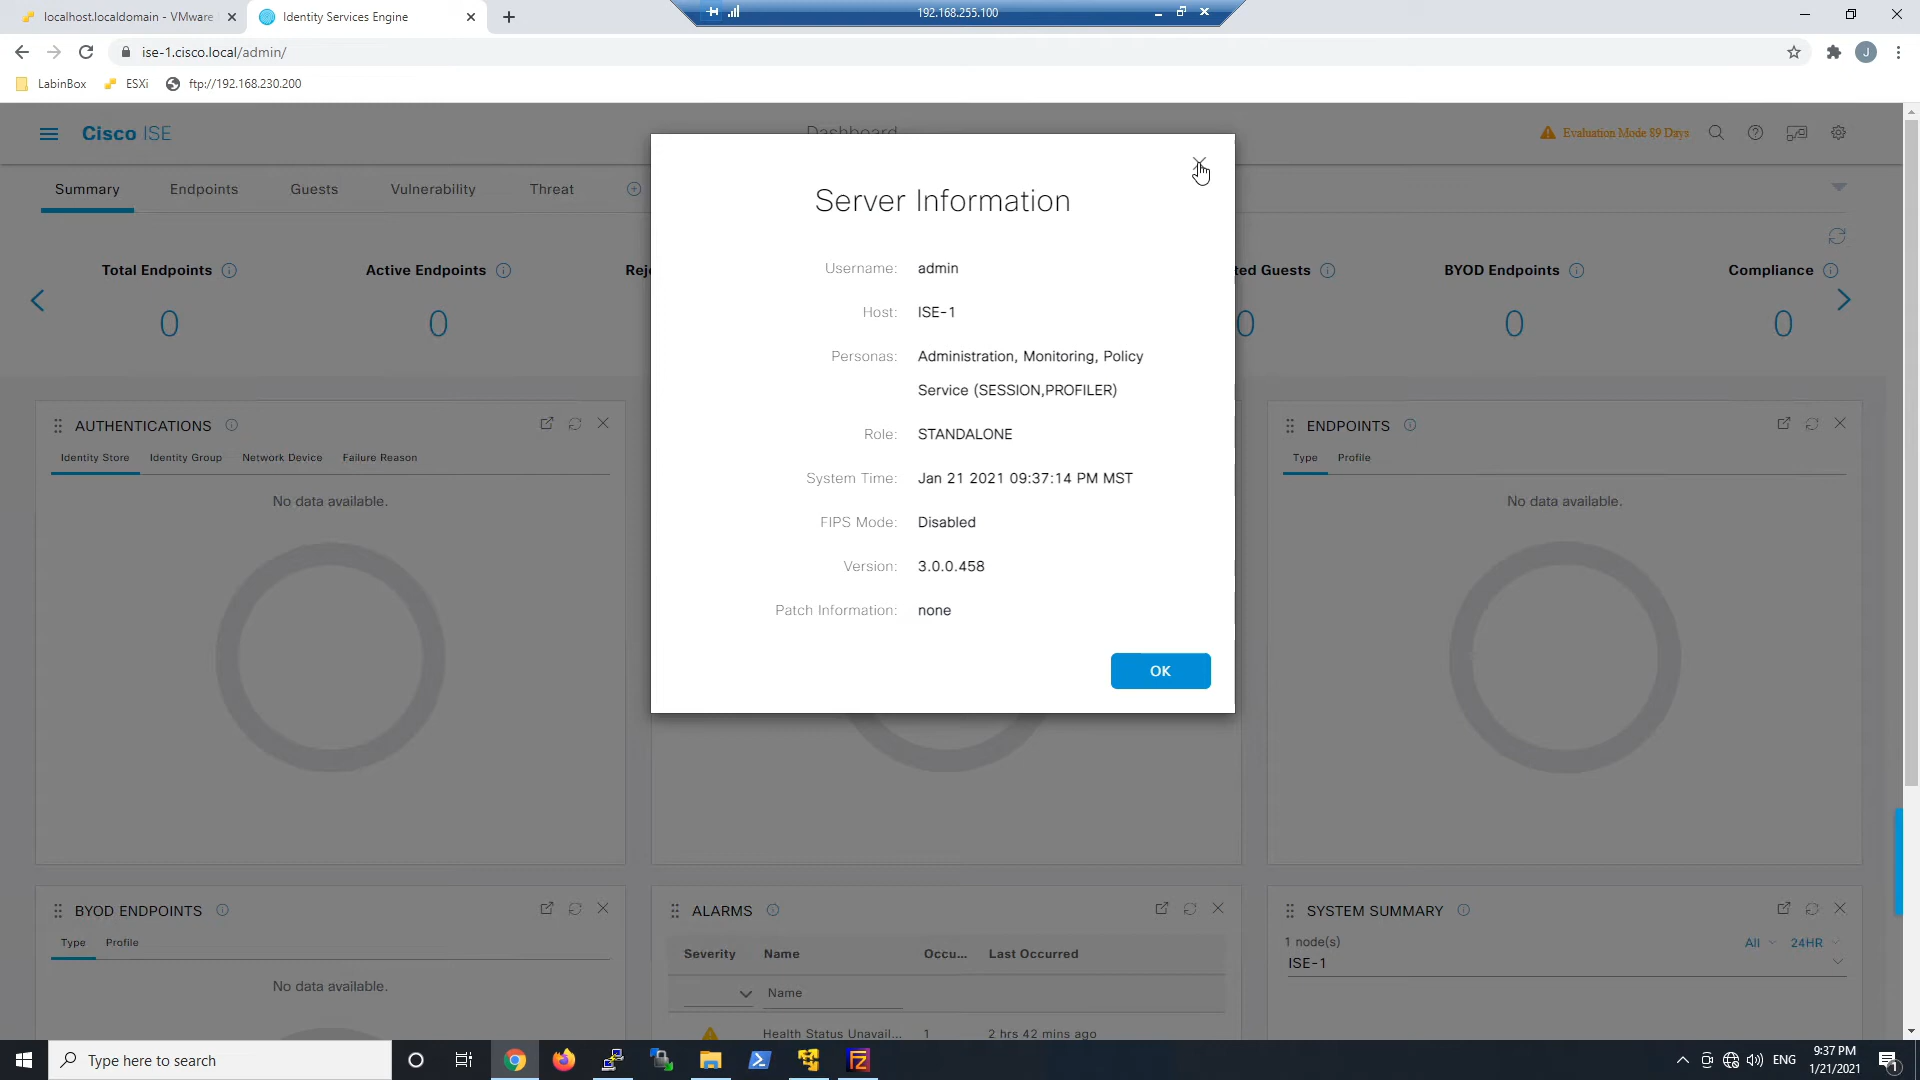 localhost.localdomain - VMware
Identity Services Engine
192.168.255.100
ise-1.cisco.local/admin/
J
LabinBox
ESXi
ftp://192.168.230.200
Cisco ISE
Dashboard
Evaluation Mode 89 Days
Summary
Endpoints
Guests
Vulnerability
Threat
Total Endpoints
0
Active Endpoints
0
Rej
ted Guests
0
BYOD Endpoints
0
Compliance
0
Server Information
Username: admin
Host: ISE-1
Personas: Administration, Monitoring, Policy
Service (SESSION,PROFILER)
Role: STANDALONE
System Time: Jan 21 2021 09:37:14 PM MST
FIPS Mode: Disabled
Version: 3.0.0.458
Patch Information: none
OK
AUTHENTICATIONS
Identity Store Identity Group Network Device Failure Reason
No data available.
ENDPOINTS
Type Profile
No data available.
BYOD ENDPOINTS
Type Profile
No data available.
ALARMS
Severity Name Occu... Last Occurred
Name
Health Status Unavail... 1 2 hrs 42 mins ago
SYSTEM SUMMARY
1 node(s) All 24HR
ISE-1
Type here to search
ENG
9:37 PM
1/21/2021
1